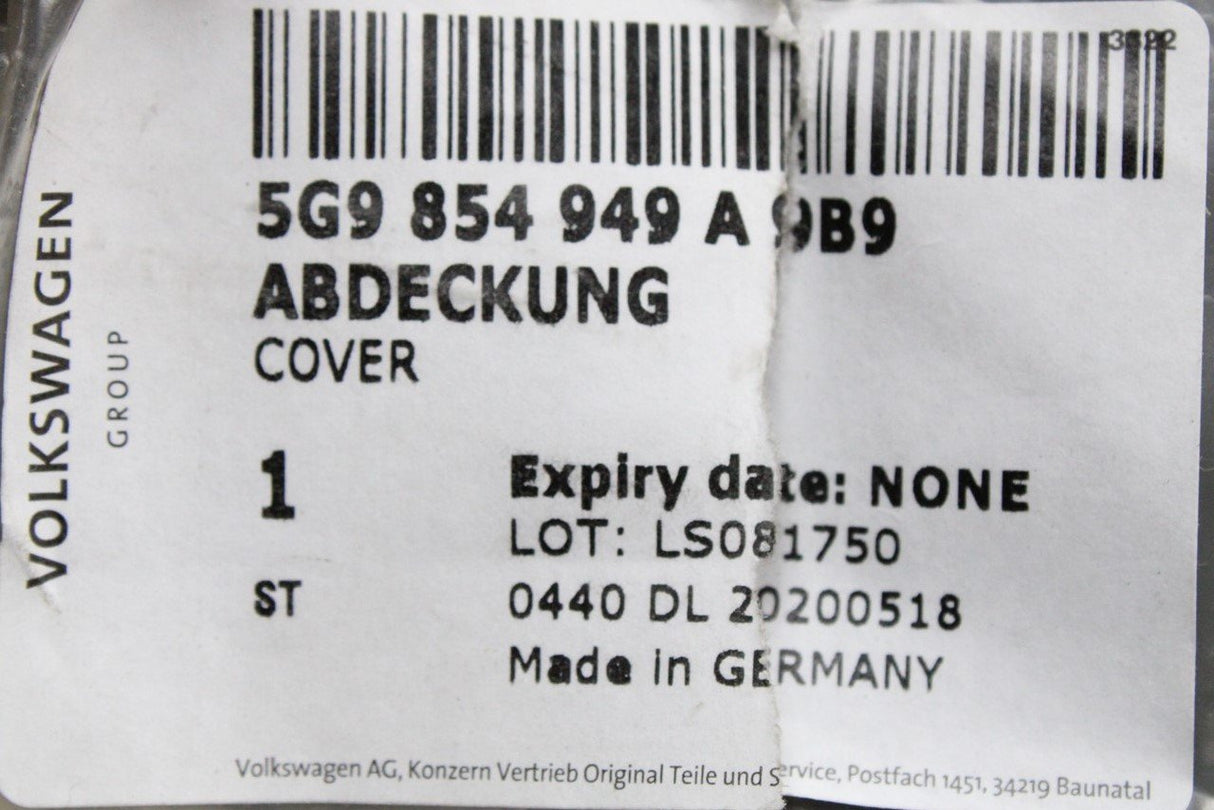 3522
5G9 854 949 A 9B9
ABDECKUNG
COVER
VOLKSWAGEN
GROUP
1
Expiry date: NONE
LOT: LS081750
ST
0440 DL 20200518
Made in GERMANY
Volkswagen AG, Konzern Vertrieb Original Teile und Service, Postfach 1451, 34219 Baunatal